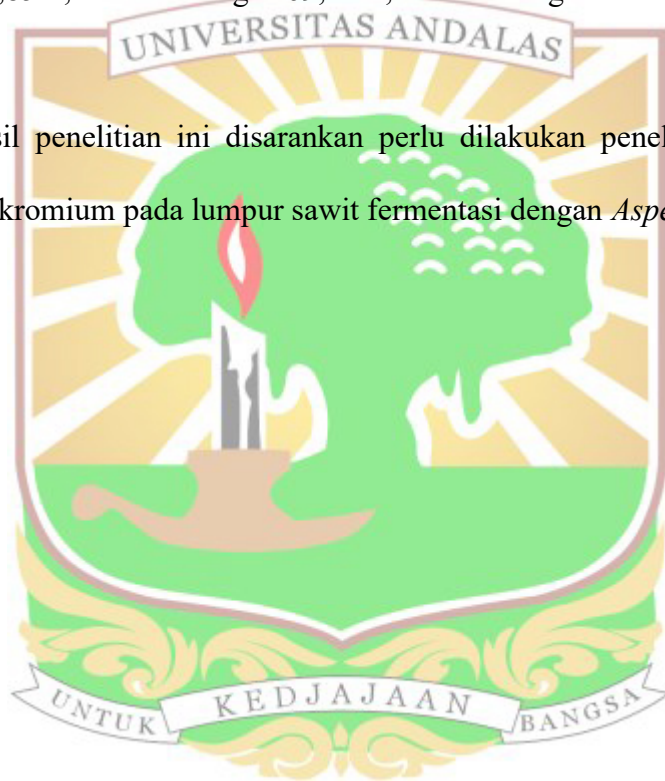 UNIVERSITAS ANDALAS
sil penelitian ini disarankan perlu dilakukan penel
kromium pada lumpur sawit fermentasi dengan Aspe
UNTUK KEDJAJAAN BANGSA